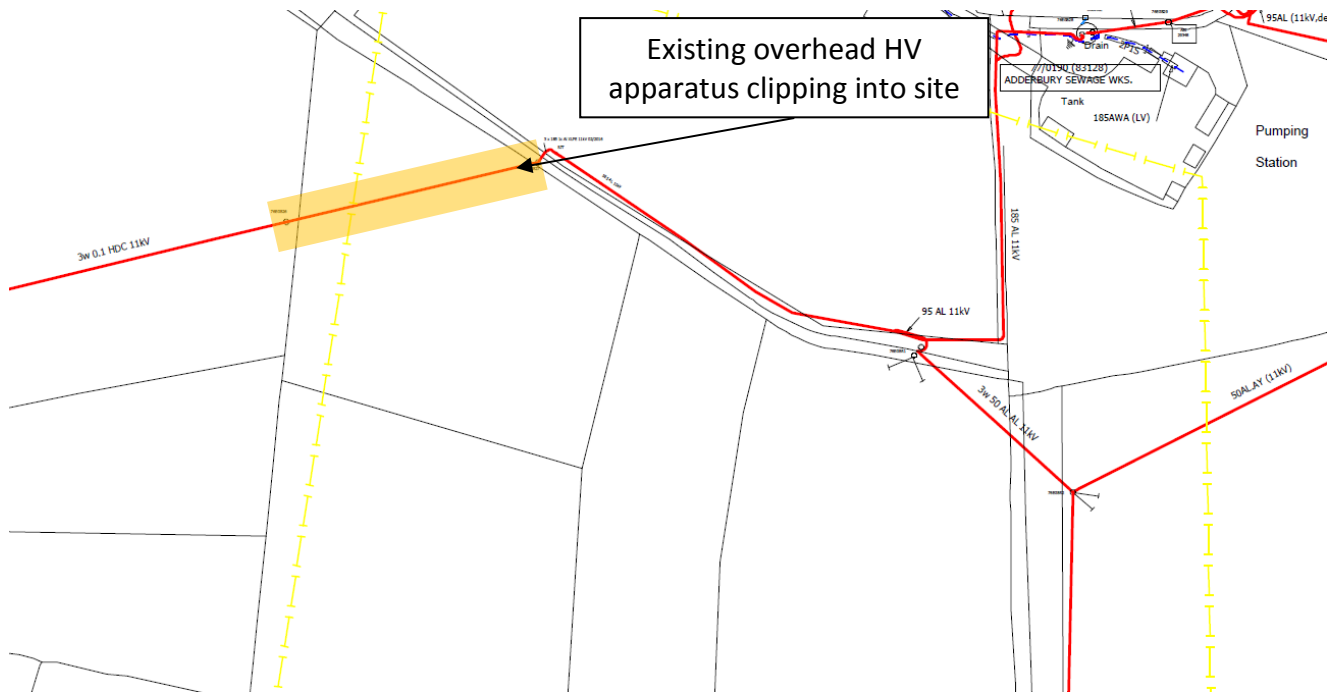 Existing overhead HV
apparatus clipping into site
95AL (11kV,de
Drain
2P1S
//0190 (83128)
ADDERBURY SEWAGE WKS.
Tank
185AWA (LV)
Pumping
Station
3w 0.1 HDC 11kV
185 AL 11kV
95 AL 11kV
3w 50 AL AL 11kV
50AL.AY (11kV)